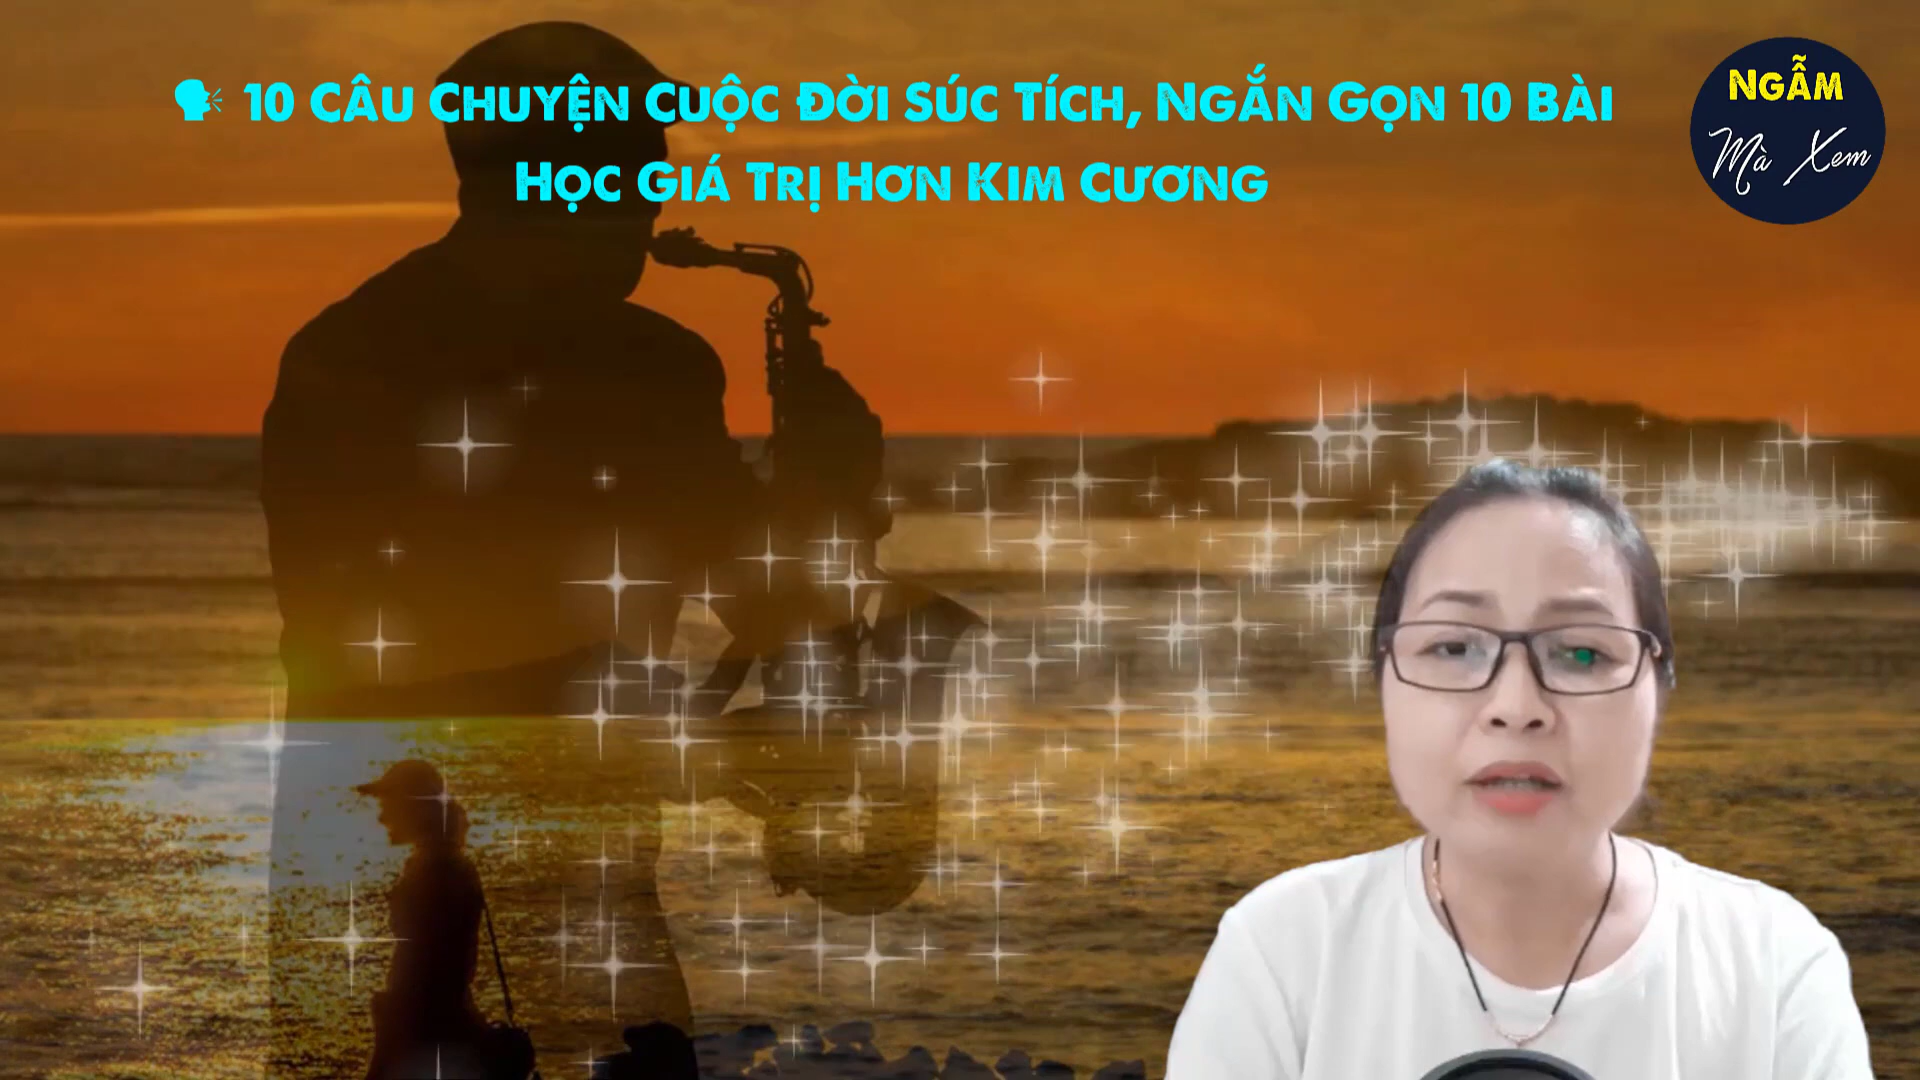 🗣 10 Câu Chuyện Cuộc Đời Súc Tích, Ngắn Gọn 10 Bài
Học Giá Trị Hơn Kim Cương
NGẪM
Mà Xem